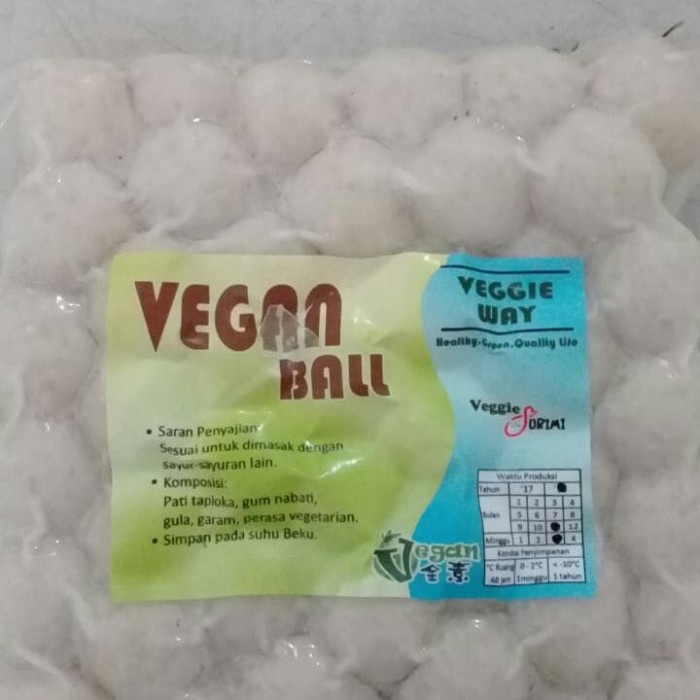 VEGAN
BALL
• Saran Penyajian:
Sesuai untuk dimasak dengan
sayur-sayuran lain.
• Komposisi:
Pati tapioka, gum nabati,
gula, garam, perasa vegetarian.
• Simpan pada suhu Beku.
VEGGIE
WAY
Healthy.Green.Quality Life
Veggie
SORIMI
Waktu Produksi
Tahun '17
1 2 3 4
Bulan 5 6 7 8
9 10 12
Minggu 1 2 4
Kondisi Penyimpanan
°C Ruang 0 - 2°C < -10°C
48 jam 1minggu 1 tahun
Vegan
全素